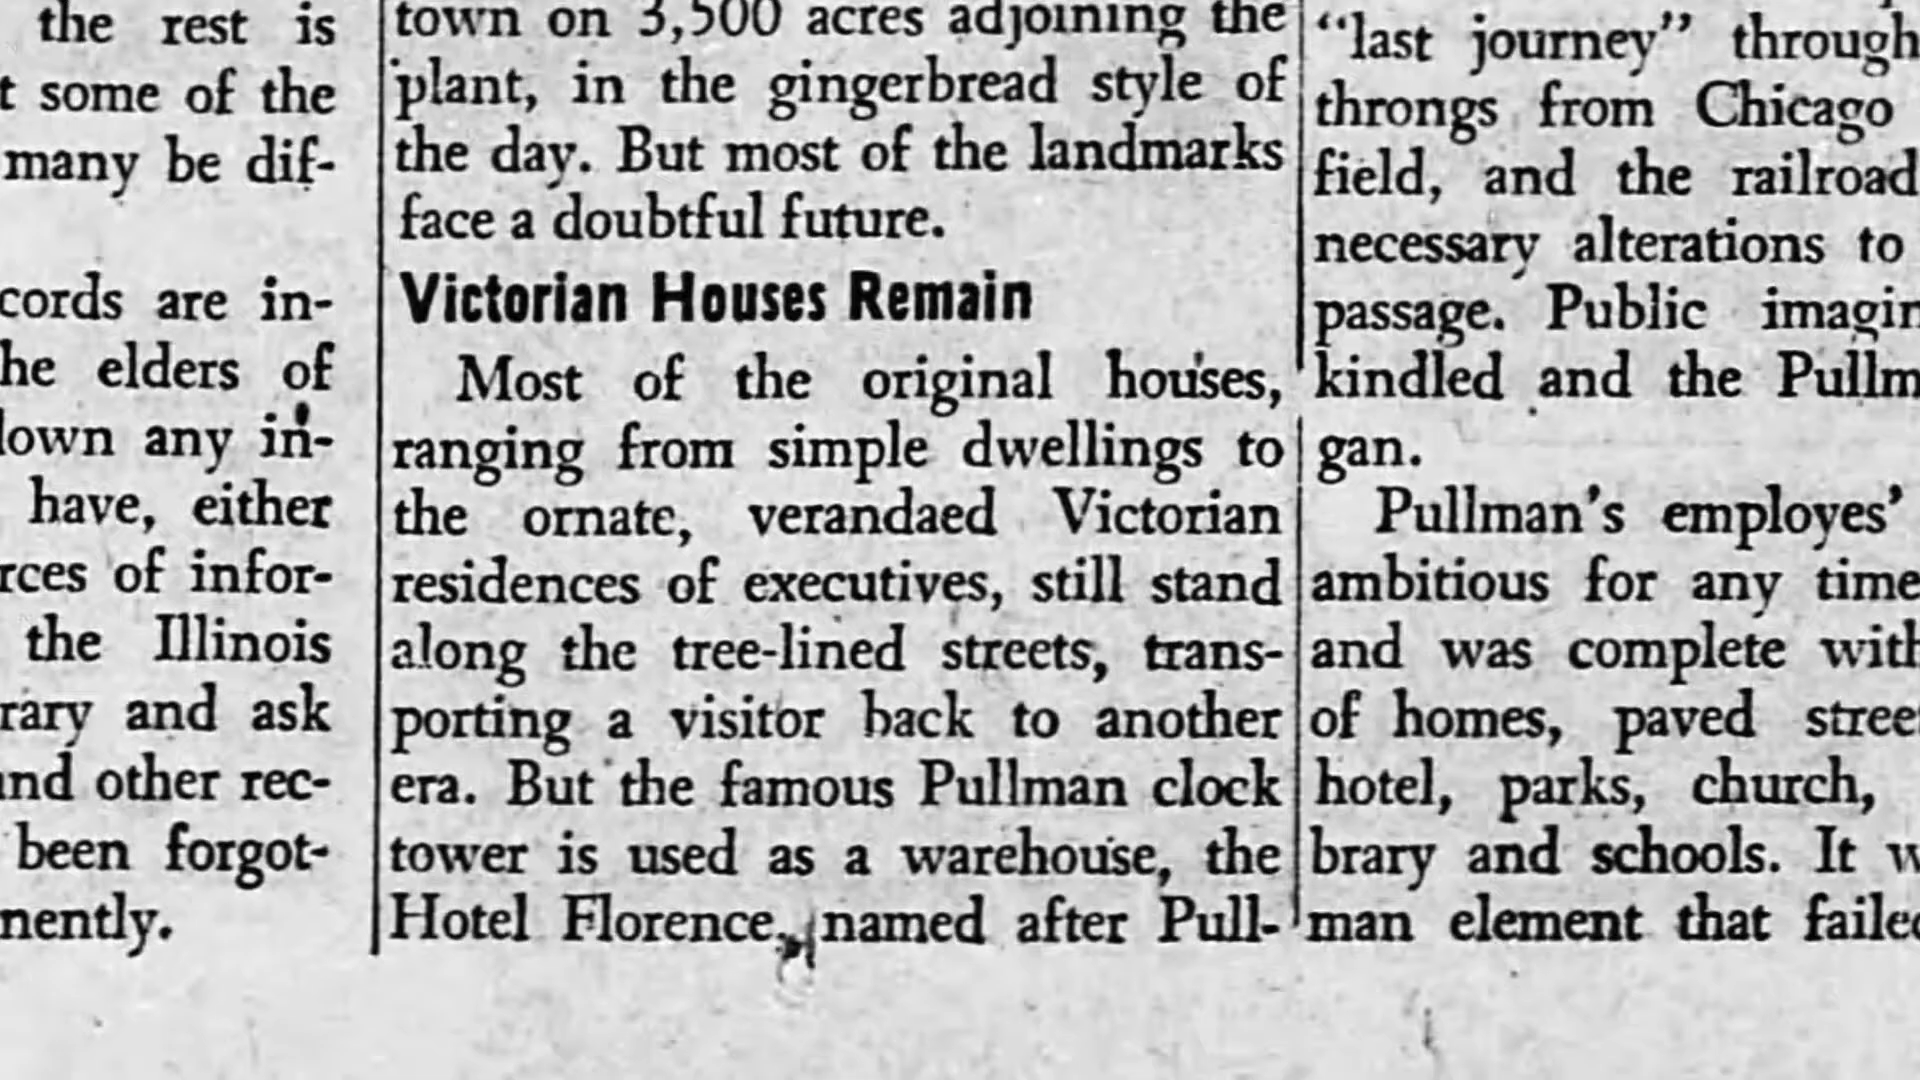 the rest is
t some of the
many be dif-
cords are in-
he elders of
lown any in-
have, either
rces of infor-
the Illinois
rary and ask
nd other rec-
been forgot-
nently.
town on 3,500 acres adjoining the
plant, in the gingerbread style of
the day. But most of the landmarks
face a doubtful future.
Victorian Houses Remain
Most of the original houses,
ranging from simple dwellings to
the ornate, verandaed Victorian
residences of executives, still stand
along the tree-lined streets, trans-
porting a visitor back to another
era. But the famous Pullman clock
tower is used as a warehouse, the
Hotel Florence, named after Pull-
“last journey” through
throngs from Chicago
field, and the railroad
necessary alterations to
passage. Public imagin
kindled and the Pullm
gan.
Pullman's employes'
ambitious for any time
and was complete with
of homes, paved stree
hotel, parks, church,
brary and schools. It w
man element that failed